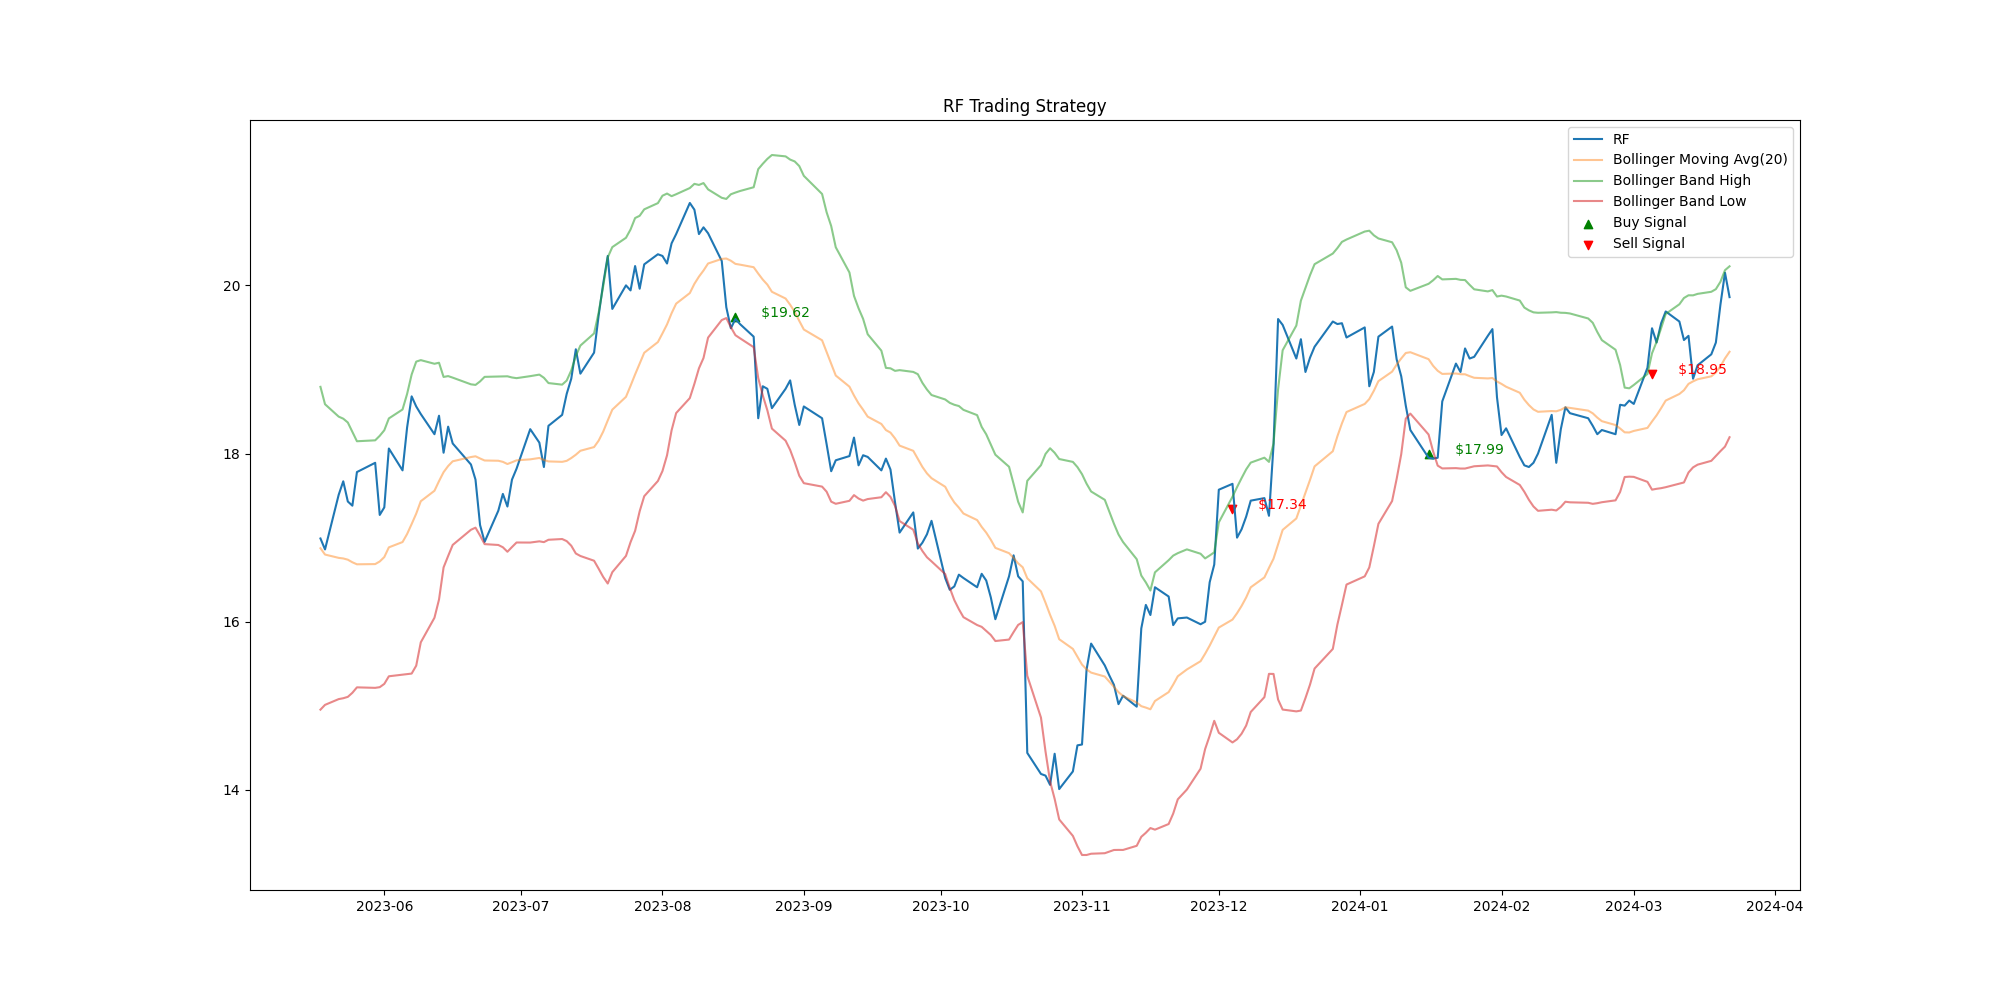 RF Trading Strategy
RF
Bollinger Moving Avg(20)
Bollinger Band High
Bollinger Band Low
Buy Signal
Sell Signal
20
18
16
14
$19.62
$18.95
$17.99
$17.34
2023-06
2023-07
2023-08
2023-09
2023-10
2023-11
2023-12
2024-01
2024-02
2024-03
2024-04